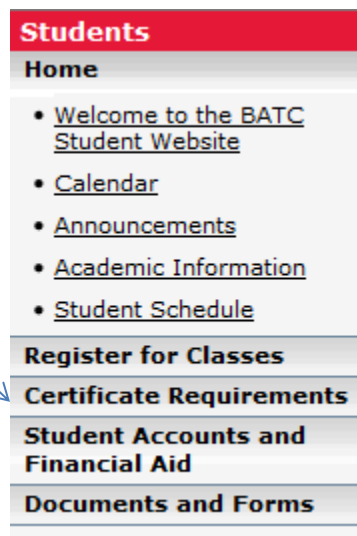 Students
Home
• Welcome to the BATC
Student Website
• Calendar
• Announcements
• Academic Information
• Student Schedule
Register for Classes
Certificate Requirements
Student Accounts and
Financial Aid
Documents and Forms